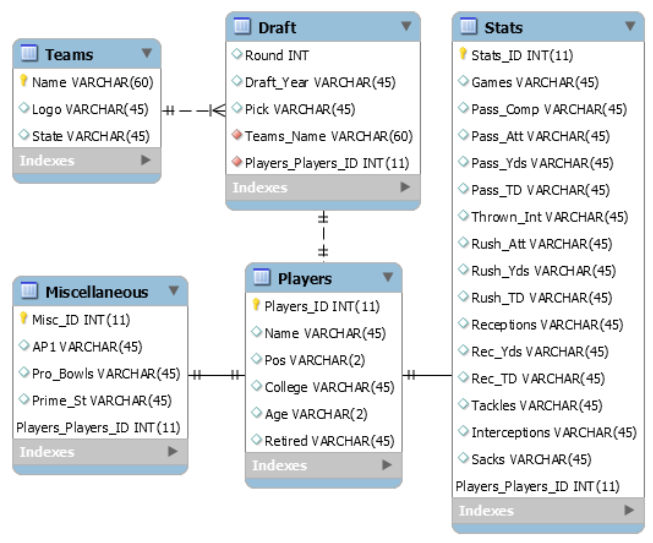 Teams
Name VARCHAR(60)
Logo VARCHAR(45)
State VARCHAR(45)
Indexes
Draft
Round INT
Draft_Year VARCHAR(45)
Pick VARCHAR(45)
Teams_Name VARCHAR(60)
Players_Players_ID INT(11)
Indexes
Stats
Stats_ID INT(11)
Games VARCHAR(45)
Pass_Comp VARCHAR(45)
Pass_Att VARCHAR(45)
Pass_Yds VARCHAR(45)
Pass_TD VARCHAR(45)
Thrown_Int VARCHAR(45)
Rush_Att VARCHAR(45)
Rush_Yds VARCHAR(45)
Rush_TD VARCHAR(45)
Receptions VARCHAR(45)
Rec_Yds VARCHAR(45)
Rec_TD VARCHAR(45)
Tackles VARCHAR(45)
Interceptions VARCHAR(45)
Sacks VARCHAR(45)
Players_Players_ID INT(11)
Indexes
Miscellaneous
Misc_ID INT(11)
AP1 VARCHAR(45)
Pro_Bowls VARCHAR(45)
Prime_St VARCHAR(45)
Players_Players_ID INT(11)
Indexes
Players
Players_ID INT(11)
Name VARCHAR(45)
Pos VARCHAR(2)
College VARCHAR(45)
Age VARCHAR(2)
Retired VARCHAR(45)
Indexes